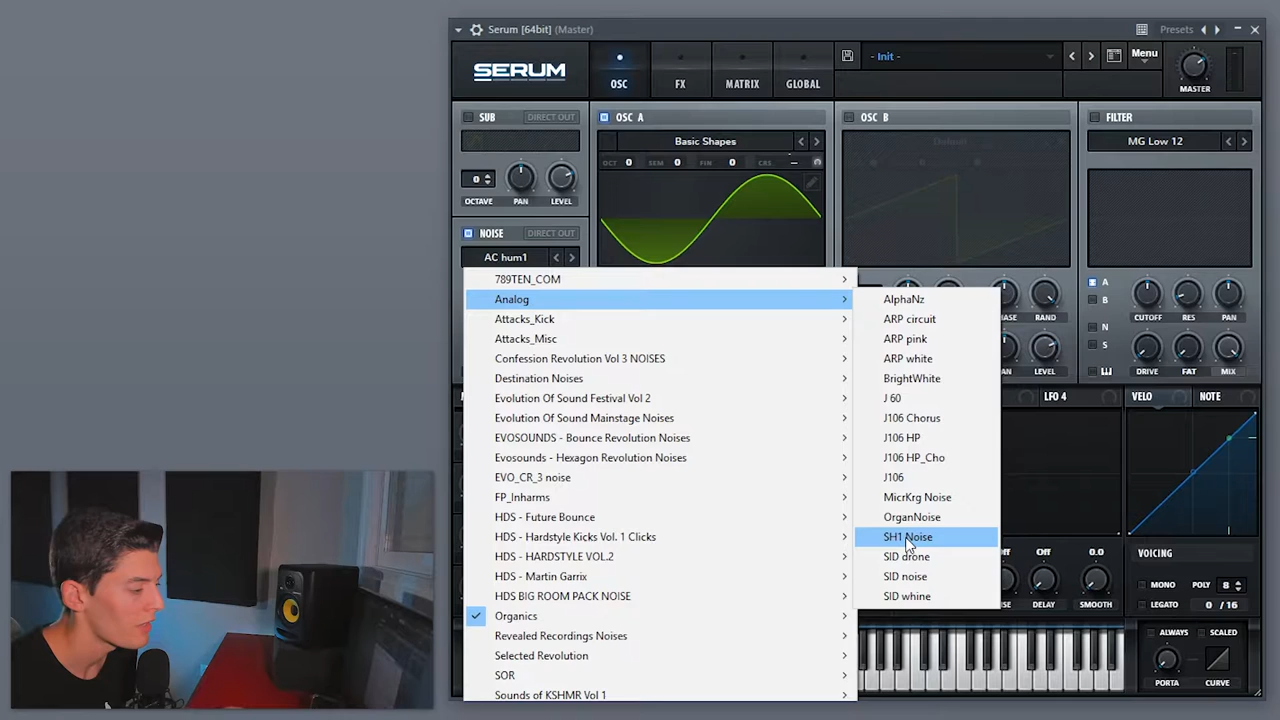 Serum [64bit] (Master)
Presets
SERUM
OSC
FX
MATRIX
GLOBAL
- Init -
Menu
MASTER
SUB
DIRECT OUT
0
OCTAVE
PAN
LEVEL
NOISE
DIRECT OUT
AC hum1
OSC A
Basic Shapes
OCT 0 SEM 0 FIN 0 CRS --
OSC B
Default
FILTER
MG Low 12
A
B
N
S
CUTOFF
RES
PAN
DRIVE
FAT
MIX
RAND
LEVEL
789TEN_COM
Analog
Attacks_Kick
Attacks_Misc
Confession Revolution Vol 3 NOISES
Destination Noises
Evolution Of Sound Festival Vol 2
Evolution Of Sound Mainstage Noises
EVOSOUNDS - Bounce Revolution Noises
Evosounds - Hexagon Revolution Noises
EVO_CR_3 noise
FP_Inharms
HDS - Future Bounce
HDS - Hardstyle Kicks Vol. 1 Clicks
HDS - HARDSTYLE VOL.2
HDS - Martin Garrix
HDS BIG ROOM PACK NOISE
Organics
Revealed Recordings Noises
Selected Revolution
SOR
Sounds of KSHMR Vol 1
AlphaNz
ARP circuit
ARP pink
ARP white
BrightWhite
J 60
J106 Chorus
J106 HP
J106 HP_Cho
J106
MicrKrg Noise
OrganNoise
SH1 Noise
SID drone
SID noise
SID whine
LFO 4
VELO
NOTE
Off
0.0
DELAY
SMOOTH
VOICING
MONO
POLY 8
LEGATO
0 / 16
ALWAYS
SCALED
PORTA
CURVE